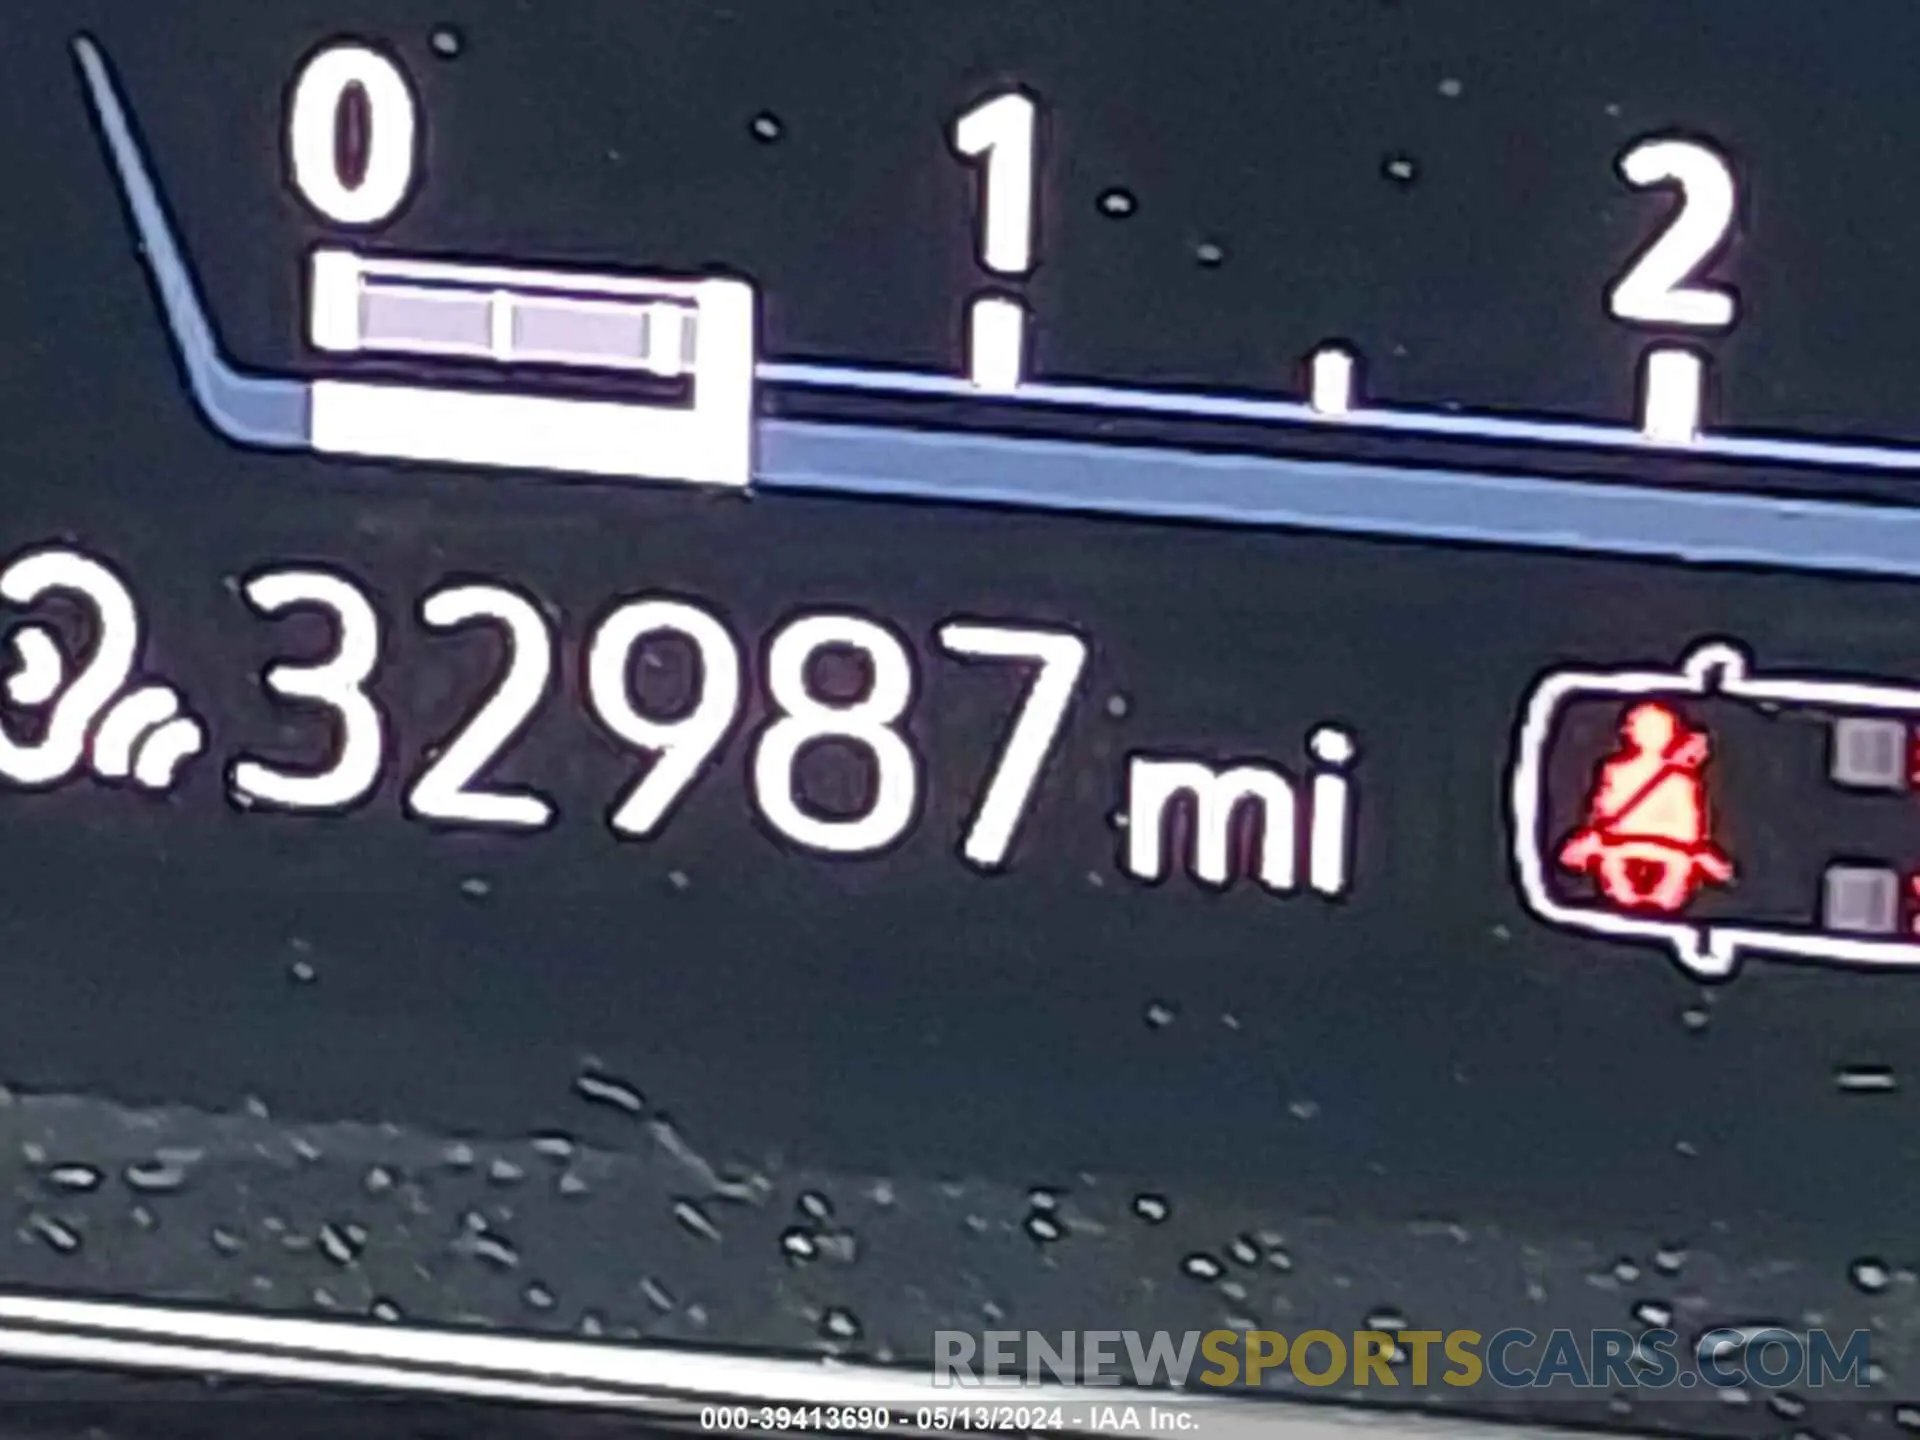 0 1 2
32987 mi
RENEWSPORTSCARS.COM
000-39413690 - 05/13/2024 - IAA Inc.